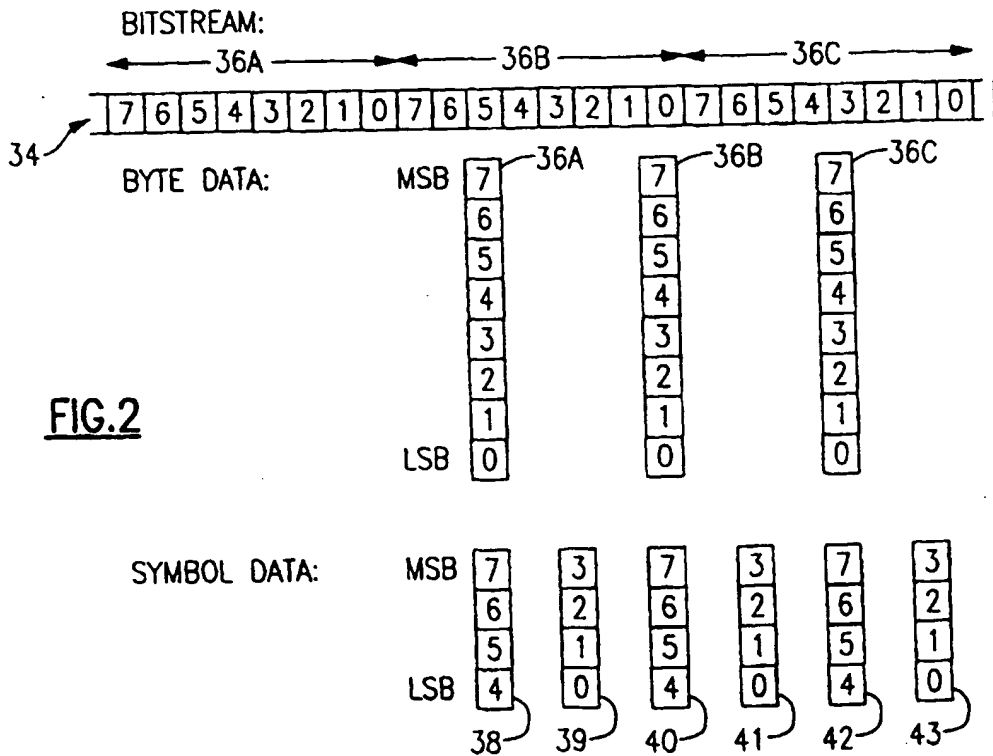 BITSTREAM:
36A 36B 36C
7 6 5 4 3 2 1 0 7 6 5 4 3 2 1 0 7 6 5 4 3 2 1 0
34
BYTE DATA: MSB 7 36A 7 36B 7 36C
6 6 6
5 5 5
4 4 4
3 3 3
2 2 2
FIG.2 1 1 1
LSB 0 0 0
SYMBOL DATA: MSB 7 3 7 3 7 3
6 2 6 2 6 2
5 1 5 1 5 1
LSB 4 0 4 0 4 0
38 39 40 41 42 43